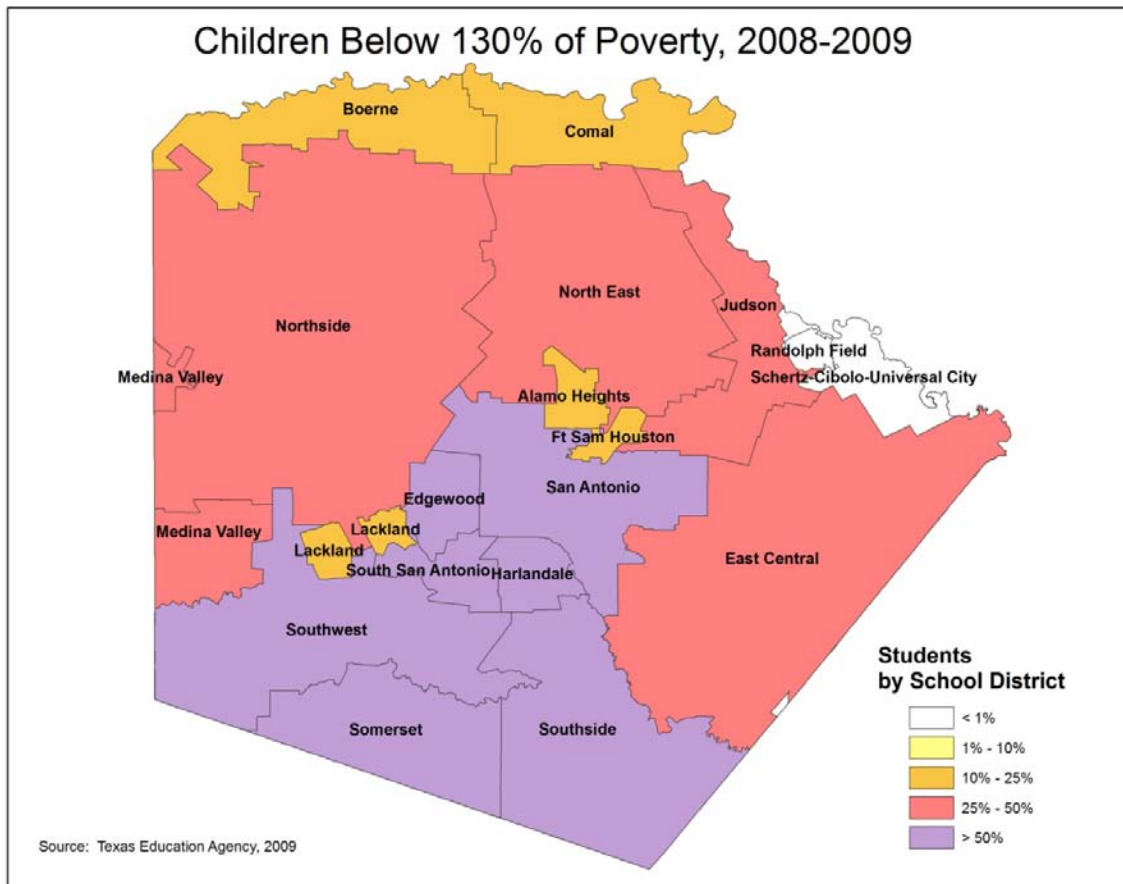 Children Below 130% of Poverty, 2008-2009
Boerne
Comal
North East
Judson
Northside
Randolph Field
Medina Valley
Schertz-Cibolo-Universal City
Alamo Heights
Ft Sam Houston
San Antonio
Edgewood
Medina Valley
Lackland
Lackland
East Central
South San Antonio
Harlandale
Southwest
Somerset
Southside
Students
by School District
< 1%
1% - 10%
10% - 25%
25% - 50%
> 50%
Source: Texas Education Agency, 2009